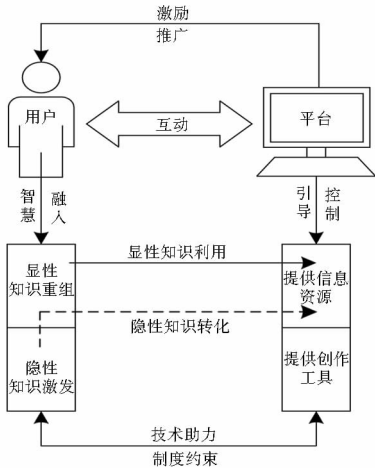 激励
推广
用户
互动
平台
智慧
融入
引导
控制
显性
知识重组
显性知识利用
提供信息
资源
隐性知识转化
隐性
知识激发
提供创作
工具
技术助力
制度约束